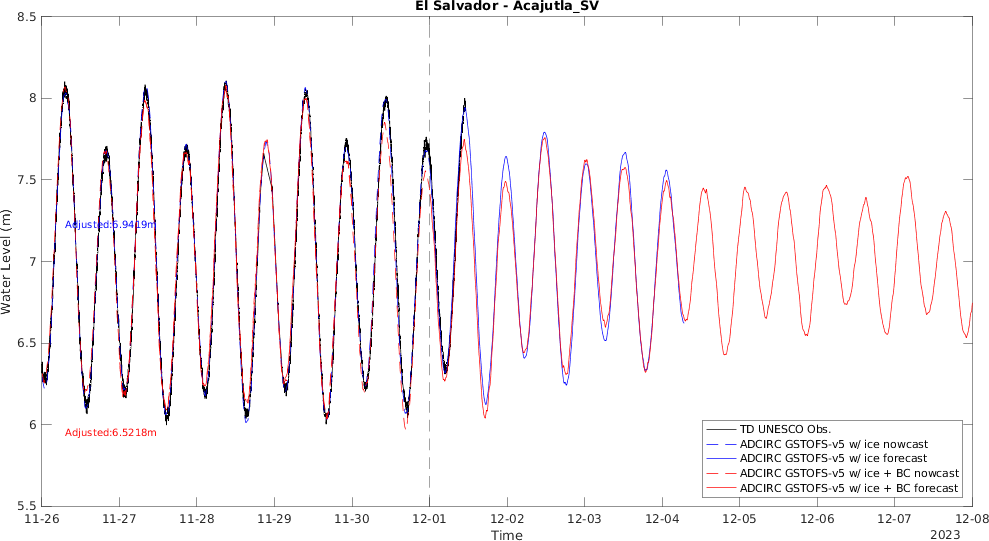 El Salvador - Acajutla_SV
8.5
8
7.5
7
6.5
6
5.5
Water Level (m)
Adjusted:6.9419m
Adjusted:6.5218m
TD UNESCO Obs.
ADCIRC GSTOFS-v5 w/ ice nowcast
ADCIRC GSTOFS-v5 w/ ice forecast
ADCIRC GSTOFS-v5 w/ ice + BC nowcast
ADCIRC GSTOFS-v5 w/ ice + BC forecast
11-26 11-27 11-28 11-29 11-30 12-01 12-02 12-03 12-04 12-05 12-06 12-07 12-08
Time
2023